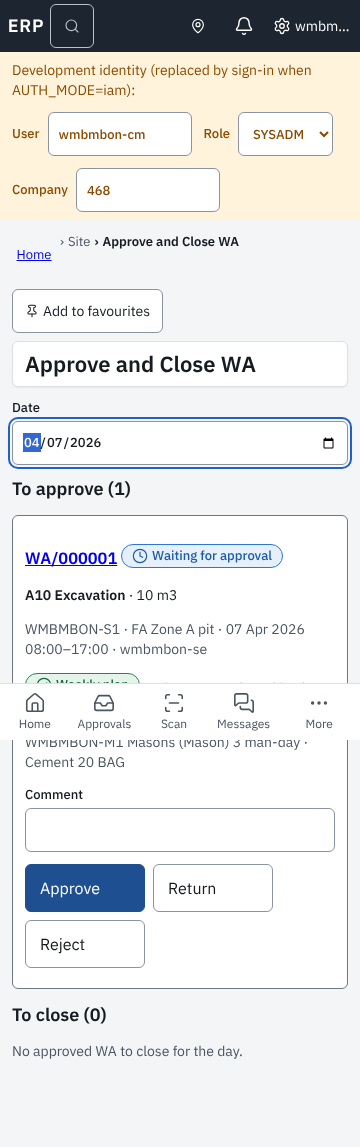 ERP
wmbm...
Development identity (replaced by sign-in when
AUTH_MODE=iam):
User wmbmbon-cm Role SYSADM
Company 468
Home › Site › Approve and Close WA
Add to favourites
Approve and Close WA
Date
04/07/2026
To approve (1)
WA/000001 Waiting for approval
A10 Excavation · 10 m3
WMBMBON-S1 · FA Zone A pit · 07 Apr 2026
08:00–17:00 · wmbmbon-se
Weekly plan
Home Approvals Scan Messages More
WMBMBON-M1 Masons (Mason) 3 man-day ·
Cement 20 BAG
Comment
Approve Return
Reject
To close (0)
No approved WA to close for the day.